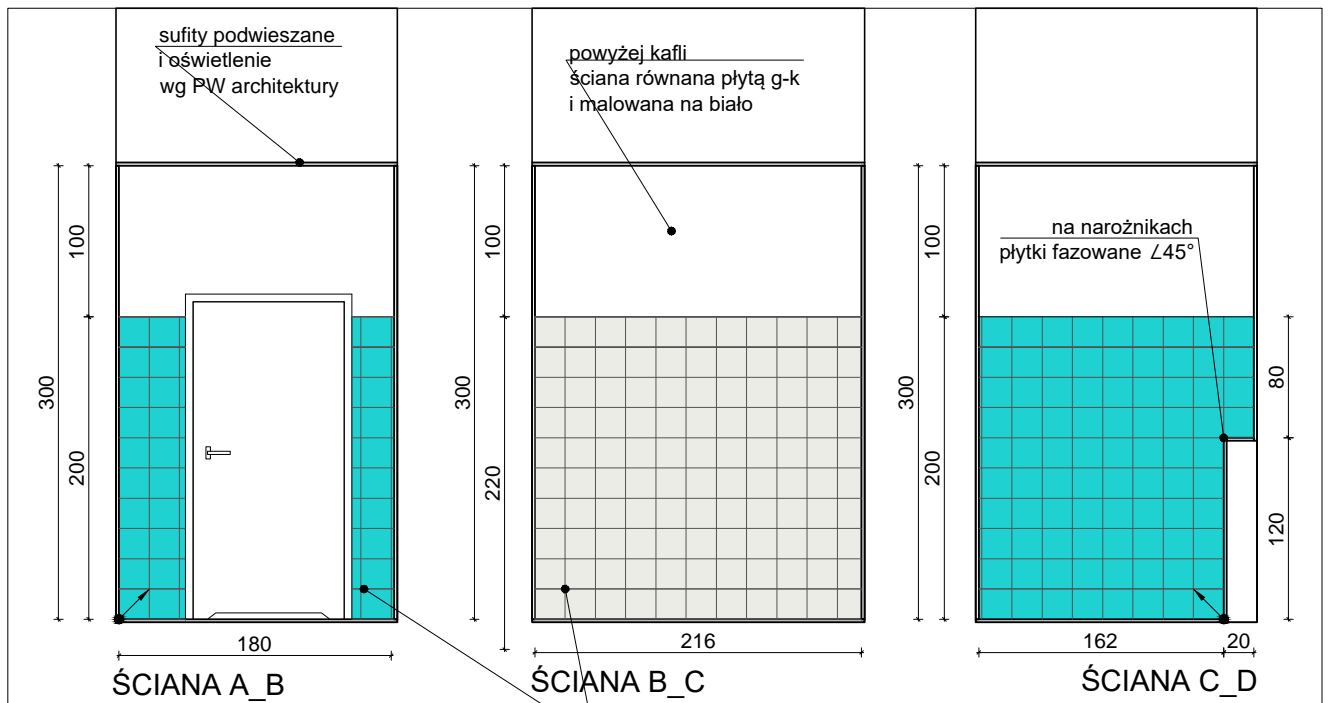 sufity podwieszane
i oświetlenie
wg PW architektury
300
100
200
180
ŚCIANA A_B
powyżej kafli
ściana równana płytą g-k
i malowana na biało
300
100
220
216
ŚCIANA B_C
na narożnikach
płytki fazowane ∠45°
300
100
200
80
120
162
20
ŚCIANA C_D